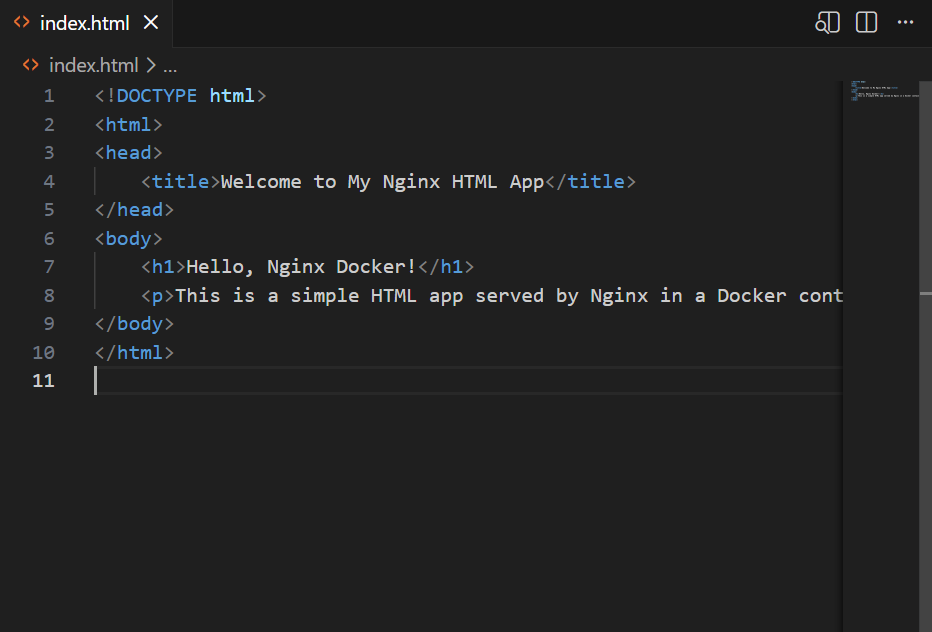 index.html
index.html > ...
1 <!DOCTYPE html>
2 <html>
3 <head>
4     <title>Welcome to My Nginx HTML App</title>
5 </head>
6 <body>
7     <h1>Hello, Nginx Docker!</h1>
8     <p>This is a simple HTML app served by Nginx in a Docker cont
9 </body>
10 </html>
11